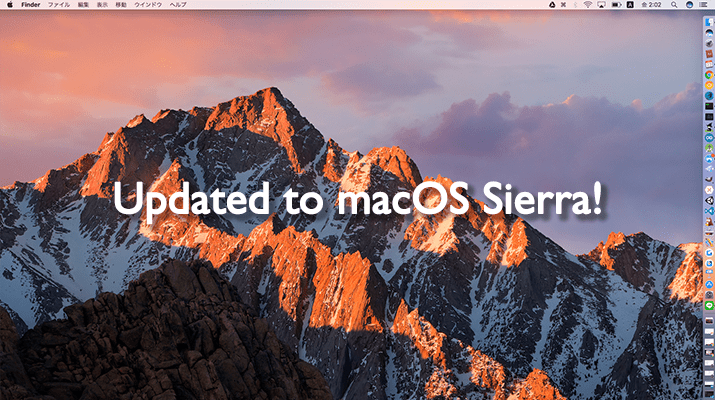 Finder ファイル 編集 表示 移動 ウインドウ ヘルプ A 金 2:02
Updated to macOS Sierra!